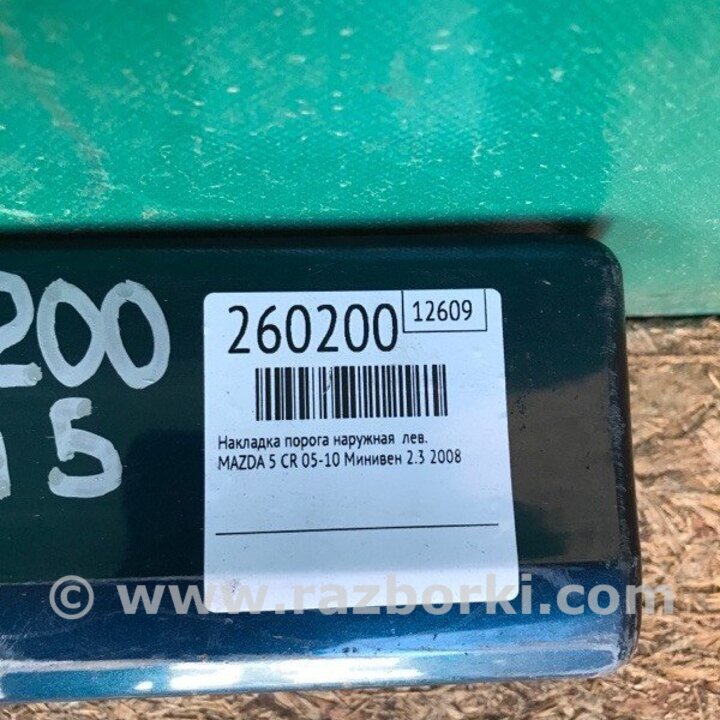 200
5
260200
12609
Накладка порога наружная лев.
MAZDA 5 CR 05-10 Минивен 2.3 2008
© www.razborki.com